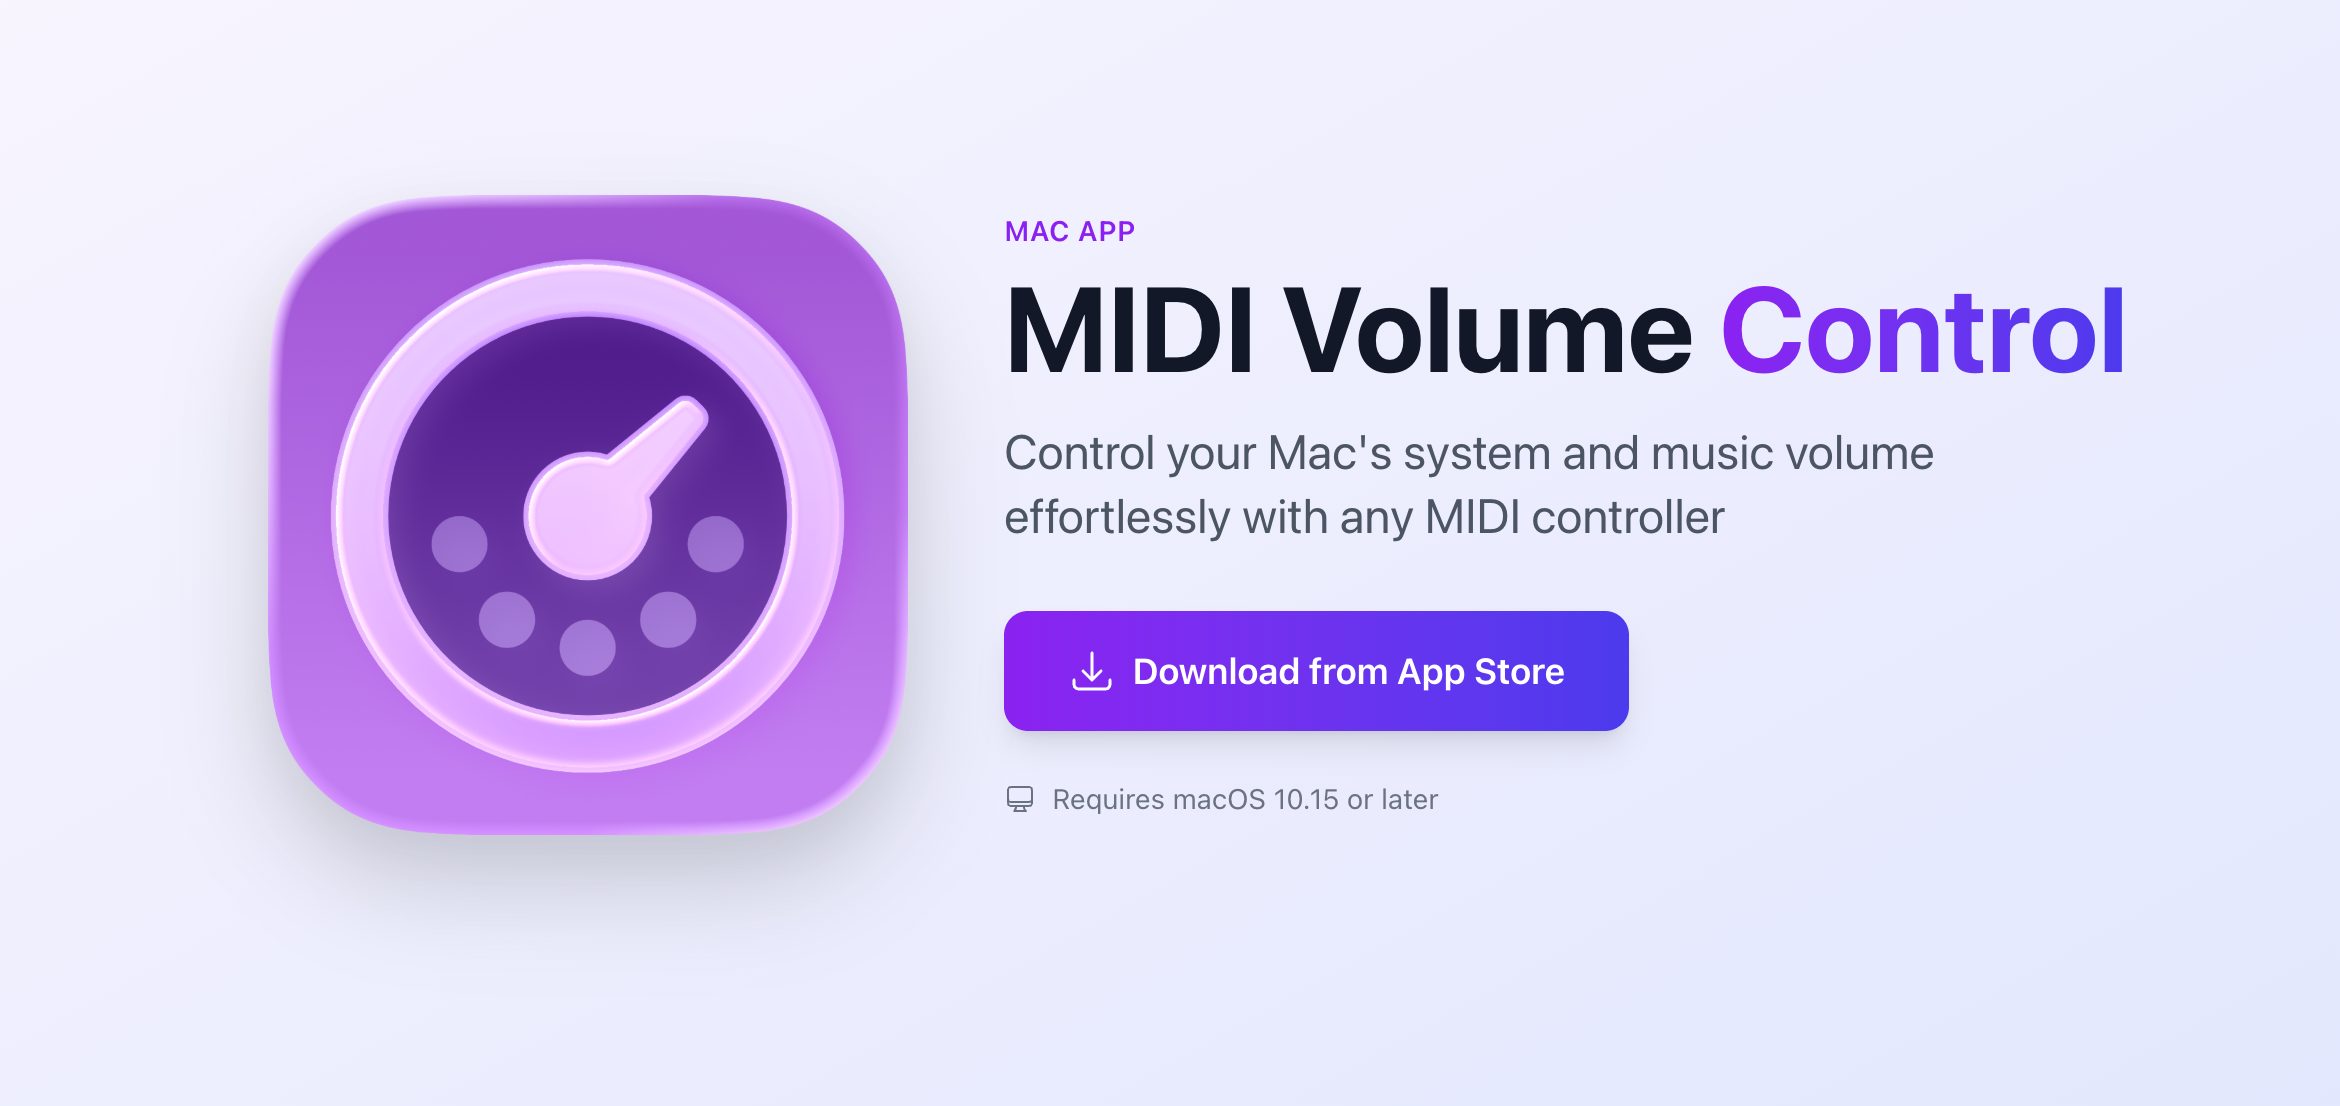 MAC APP
MIDI Volume Control
Control your Mac's system and music volume
effortlessly with any MIDI controller
Download from App Store
Requires macOS 10.15 or later